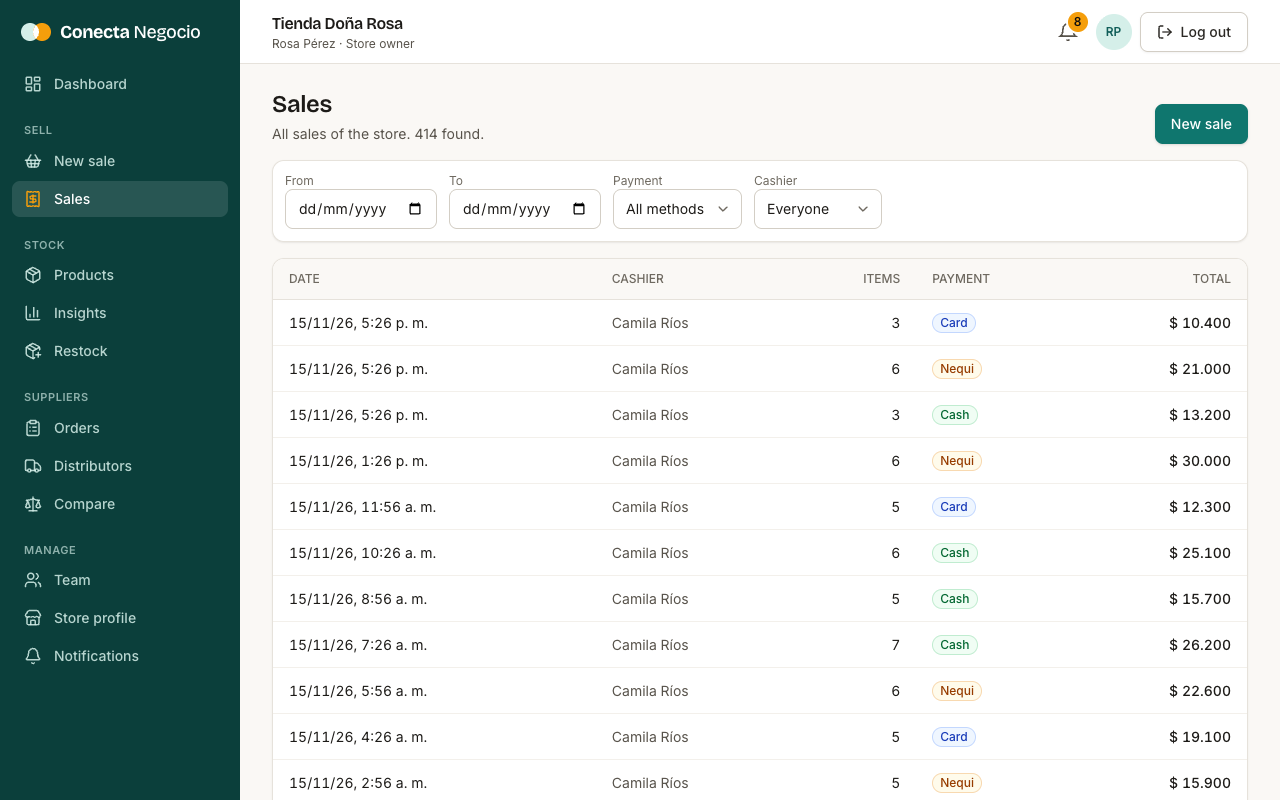 Conecta Negocio
Dashboard
SELL
New sale
Sales
STOCK
Products
Insights
Restock
SUPPLIERS
Orders
Distributors
Compare
MANAGE
Team
Store profile
Notifications
Tienda Doña Rosa
Rosa Pérez · Store owner
8
RP
Log out
Sales
All sales of the store. 414 found.
New sale
From To Payment Cashier
dd/mm/yyyy dd/mm/yyyy All methods Everyone
DATE CASHIER ITEMS PAYMENT TOTAL
15/11/26, 5:26 p. m. Camila Ríos 3 Card $ 10.400
15/11/26, 5:26 p. m. Camila Ríos 6 Nequi $ 21.000
15/11/26, 5:26 p. m. Camila Ríos 3 Cash $ 13.200
15/11/26, 1:26 p. m. Camila Ríos 6 Nequi $ 30.000
15/11/26, 11:56 a. m. Camila Ríos 5 Card $ 12.300
15/11/26, 10:26 a. m. Camila Ríos 6 Cash $ 25.100
15/11/26, 8:56 a. m. Camila Ríos 5 Cash $ 15.700
15/11/26, 7:26 a. m. Camila Ríos 7 Cash $ 26.200
15/11/26, 5:56 a. m. Camila Ríos 6 Nequi $ 22.600
15/11/26, 4:26 a. m. Camila Ríos 5 Card $ 19.100
15/11/26, 2:56 a. m. Camila Ríos 5 Nequi $ 15.900